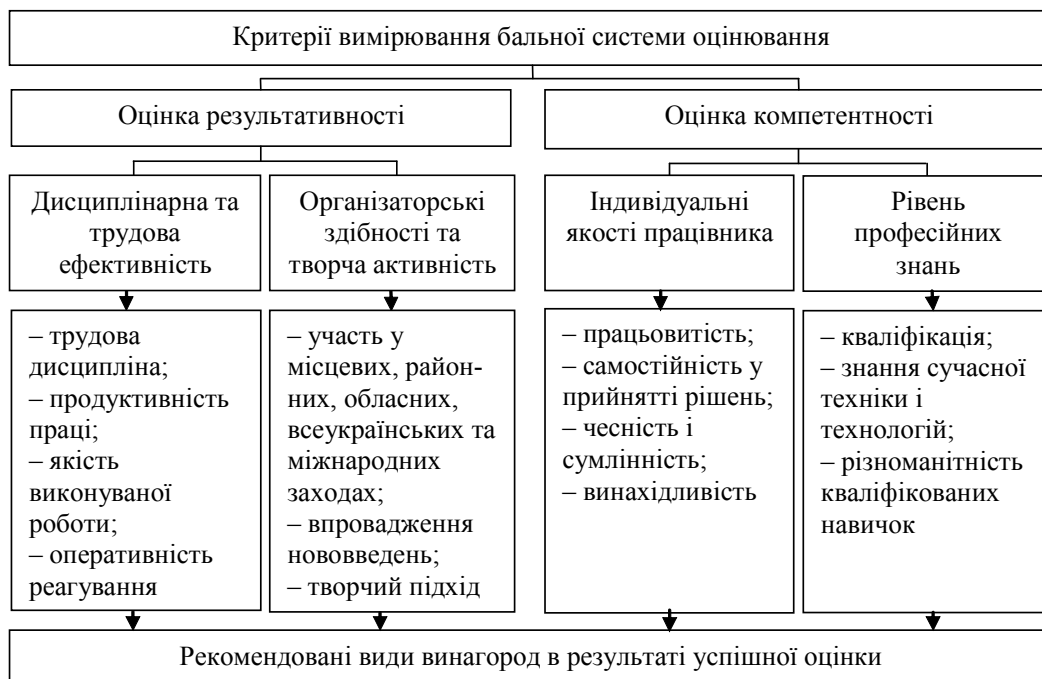 Критерії вимірювання бальної системи оцінювання
Оцінка результативності
Оцінка компетентності
Дисциплінарна та
трудова
ефективність
Організаторські
здібності та
творча активність
Індивідуальні
якості працівника
Рівень
професійних
знань
– трудова
дисципліна;
– продуктивність
праці;
– якість
виконуваної
роботи;
– оперативність
реагування
– участь у
місцевих, район-
них, обласних,
всеукраїнських та
міжнародних
заходах;
– впровадження
нововведень;
– творчий підхід
– працьовитість;
– самостійність у
прийнятті рішень;
– чесність і
сумлінність;
– винахідливість
– кваліфікація;
– знання сучасної
техніки і
технологій;
– різноманітність
кваліфікованих
навичок
Рекомендовані види винагород в результаті успішної оцінки